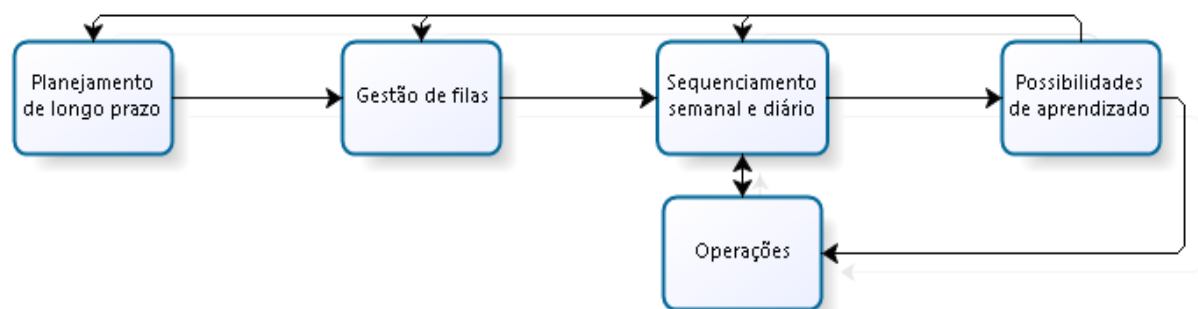 Planejamento
de longo prazo
Gestão de filas
Sequenciamento
semanal e diário
Possibilidades
de aprendizado
Operações